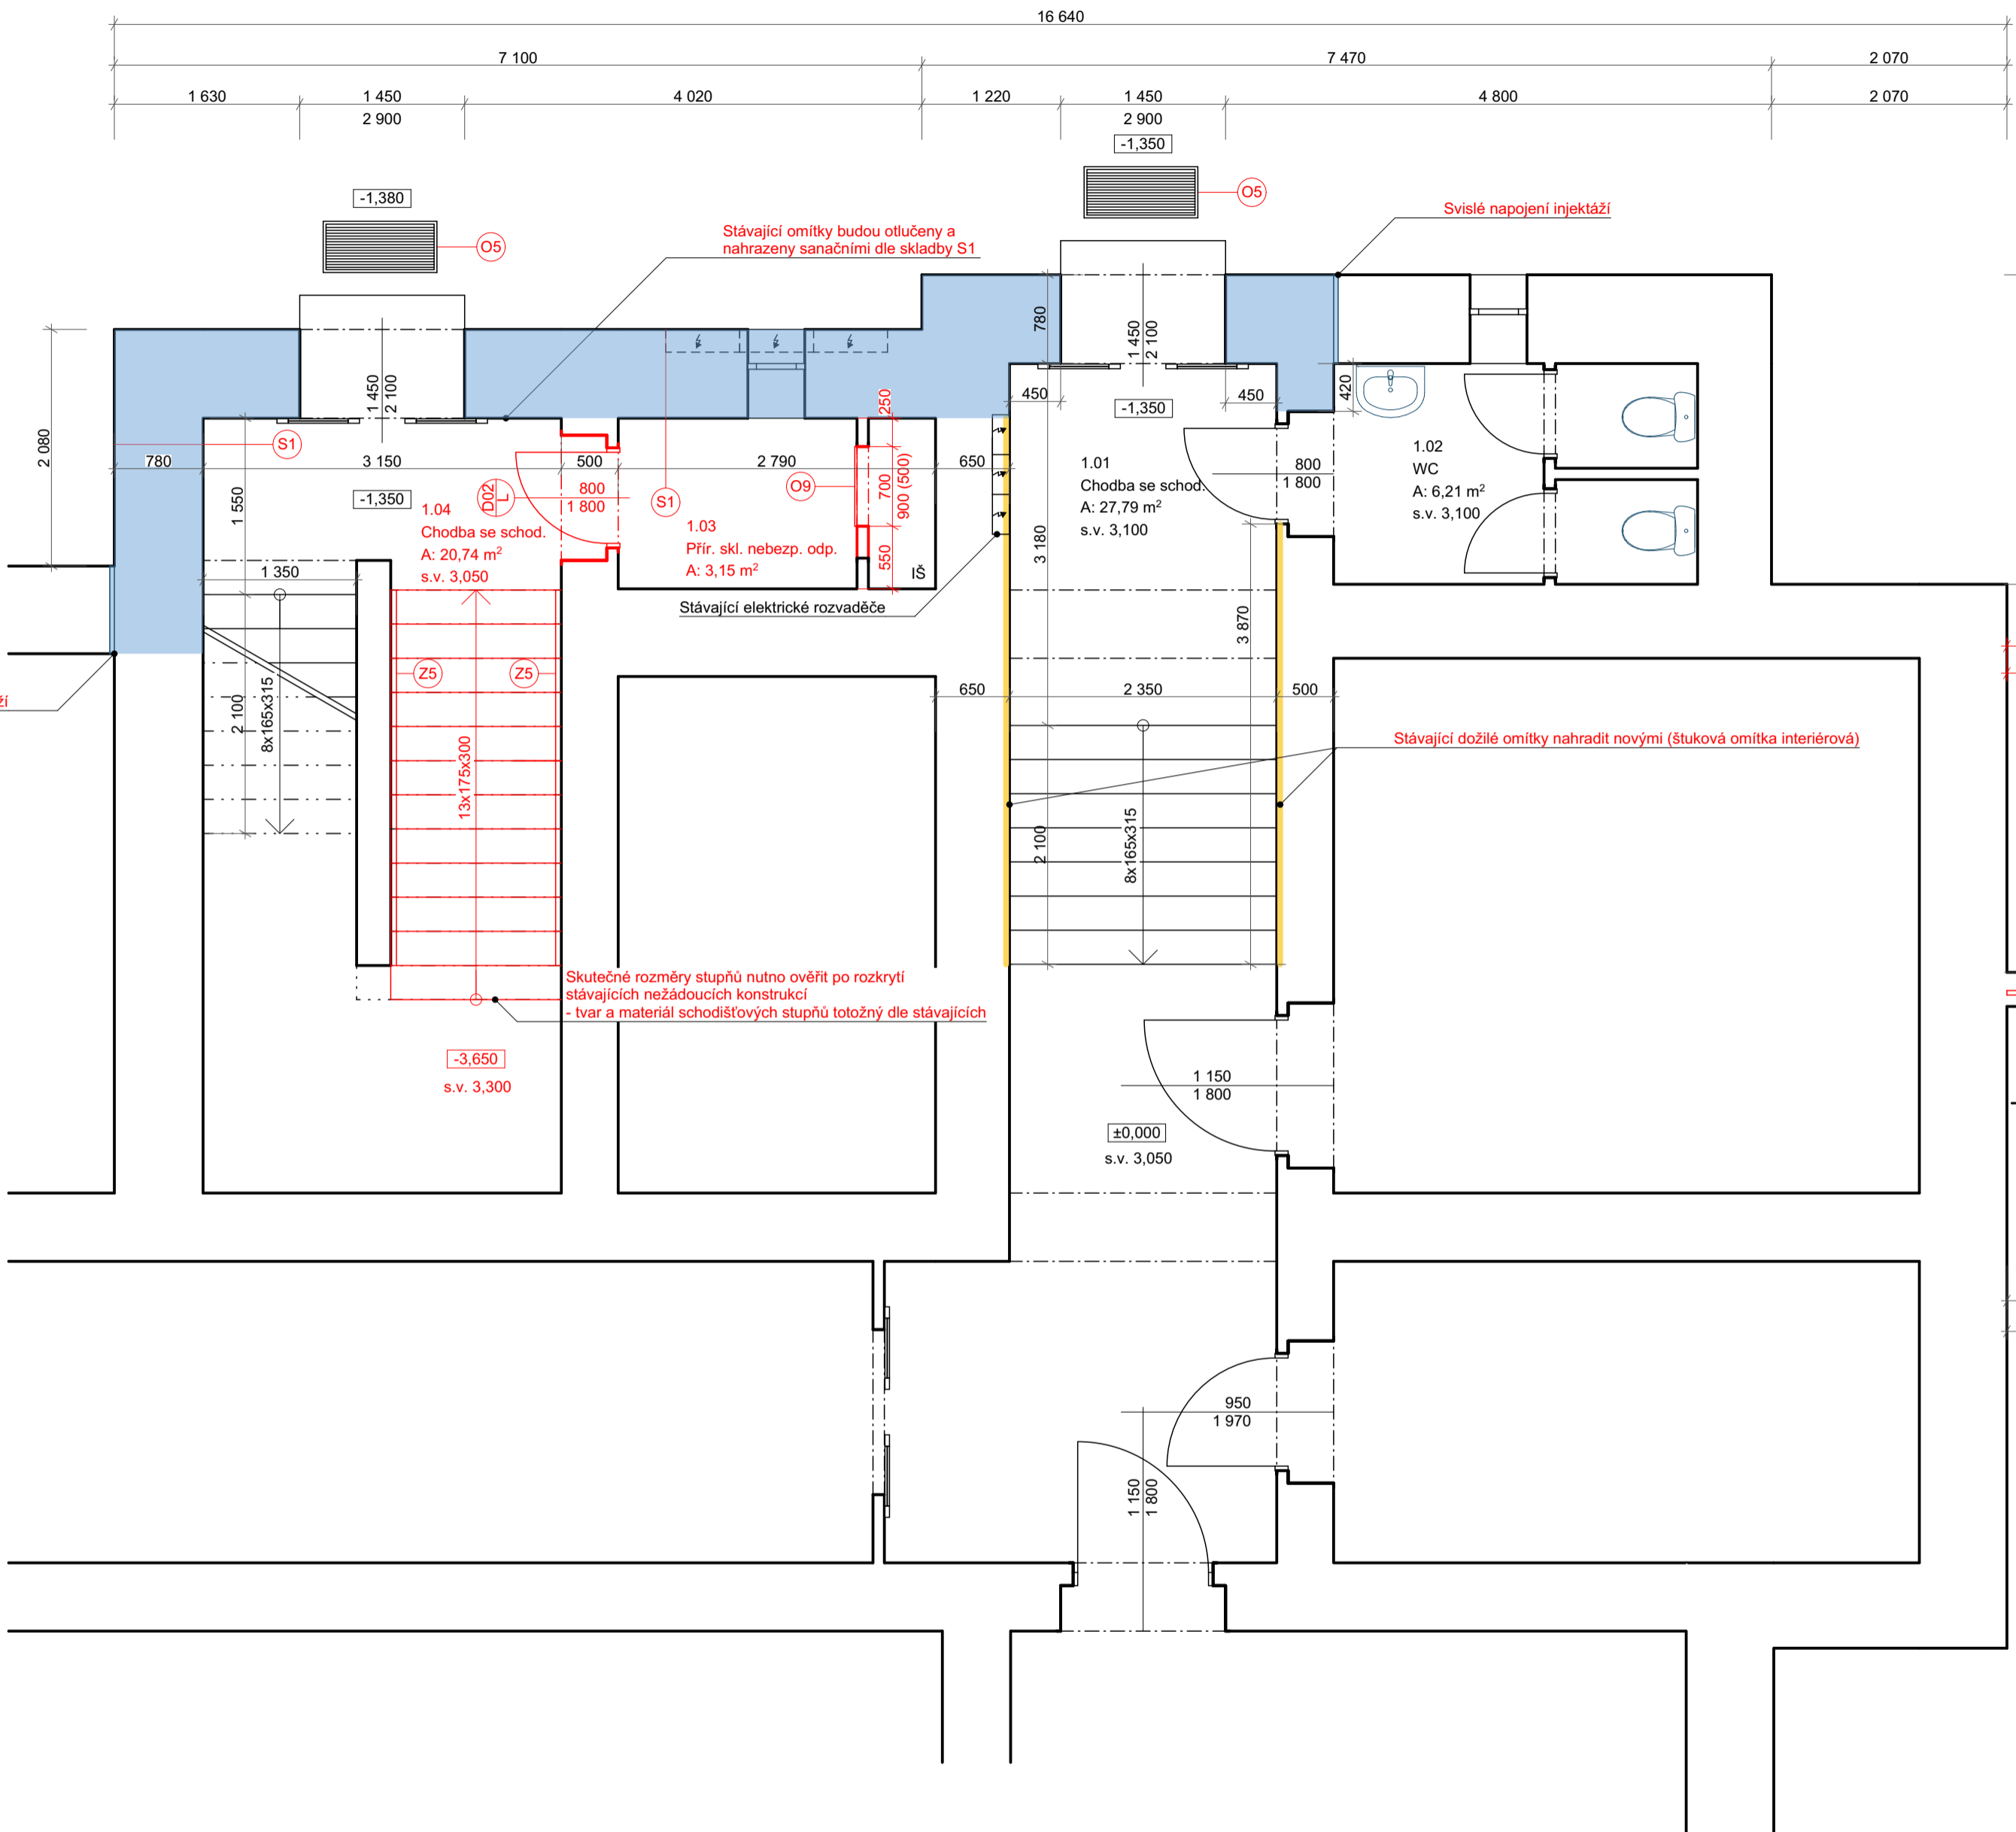 16 640
7 100
7 470
2 070
1 630
1 450
4 020
1 220
1 450
4 800
2 070
2 900
2 900
-1,350
-1,380
O5
O5
Svislé napojení injektáží
Stávající omítky budou otlučeny a
nahrazeny sanačními dle skladby S1
780
1 450
2 100
1 450
2 100
450
450
-1,350
420
250
2 080
S1
780
3 150
500
2 790
650
-1,350
1 550
D02
L
800
1 800
S1
O9
700
900 (500)
550
1.04
Chodba se schod.
A: 20,74 m²
s.v. 3,050
1.03
Přír. skl. nebezp. odp.
A: 3,15 m²
IŠ
1.01
Chodba se schod.
A: 27,79 m²
s.v. 3,100
800
1 800
1.02
WC
A: 6,21 m²
s.v. 3,100
3 180
1 350
Stávající elektrické rozvaděče
3 870
Z5
Z5
ží
2 100
8x165x315
13x175x300
650
2 350
500
Stávající dožilé omítky nahradit novými (štuková omítka interiérová)
2 100
8x165x315
Skutečné rozměry stupňů nutno ověřit po rozkrytí
stávajících nežádoucích konstrukcí
- tvar a materiál schodišťových stupňů totožný dle stávajících
-3,650
s.v. 3,300
1 150
1 800
±0,000
s.v. 3,050
950
1 970
1 150
1 800